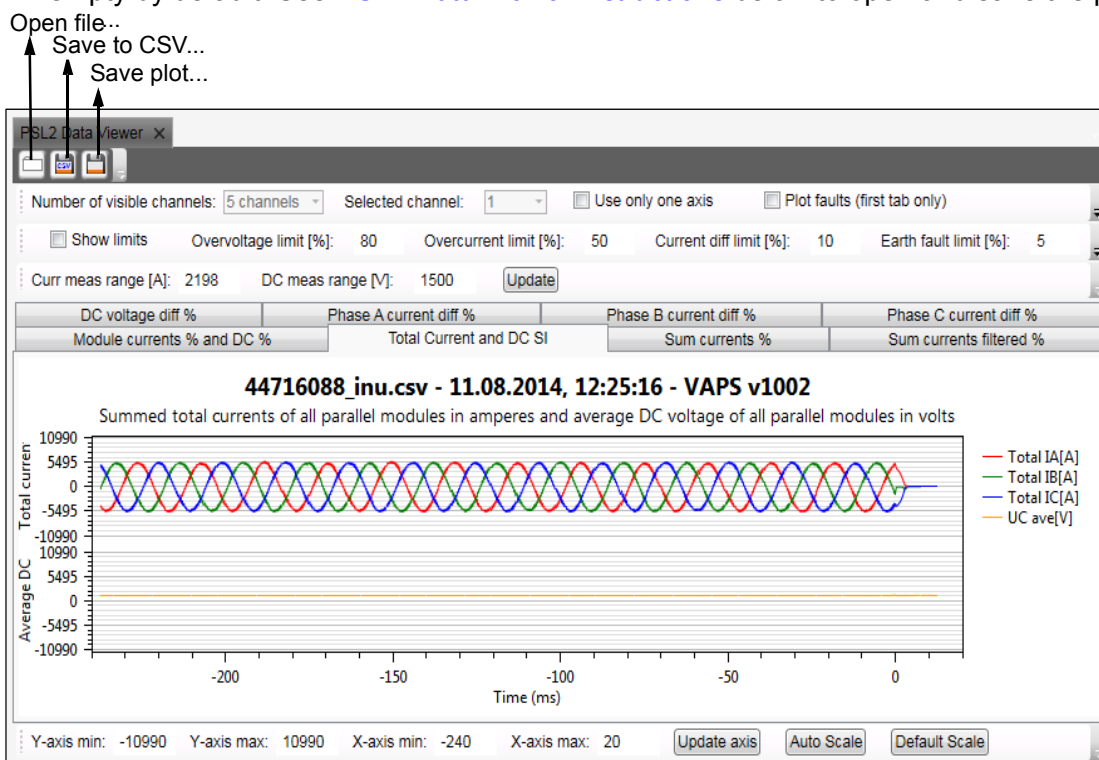 Open file...
Save to CSV...
Save plot...
PSL2 Data Viewer
CSV
Number of visible channels: 5 channels Selected channel: 1 Use only one axis Plot faults (first tab only)
Show limits Overvoltage limit [%]: 80 Overcurrent limit [%]: 50 Current diff limit [%]: 10 Earth fault limit [%]: 5
Curr meas range [A]: 2198 DC meas range [V]: 1500 Update
DC voltage diff % Phase A current diff % Phase B current diff % Phase C current diff %
Module currents % and DC % Total Current and DC SI Sum currents % Sum currents filtered %
44716088_inu.csv - 11.08.2014, 12:25:16 - VAPS v1002
Summed total currents of all parallel modules in amperes and average DC voltage of all parallel modules in volts
Total curren
10990
5495
0
-5495
-10990
Average DC
10990
5495
0
-5495
-10990
Total IA[A]
Total IB[A]
Total IC[A]
UC ave[V]
-200 -150 -100 -50 0
Time (ms)
Y-axis min: -10990 Y-axis max: 10990 X-axis min: -240 X-axis max: 20 Update axis Auto Scale Default Scale